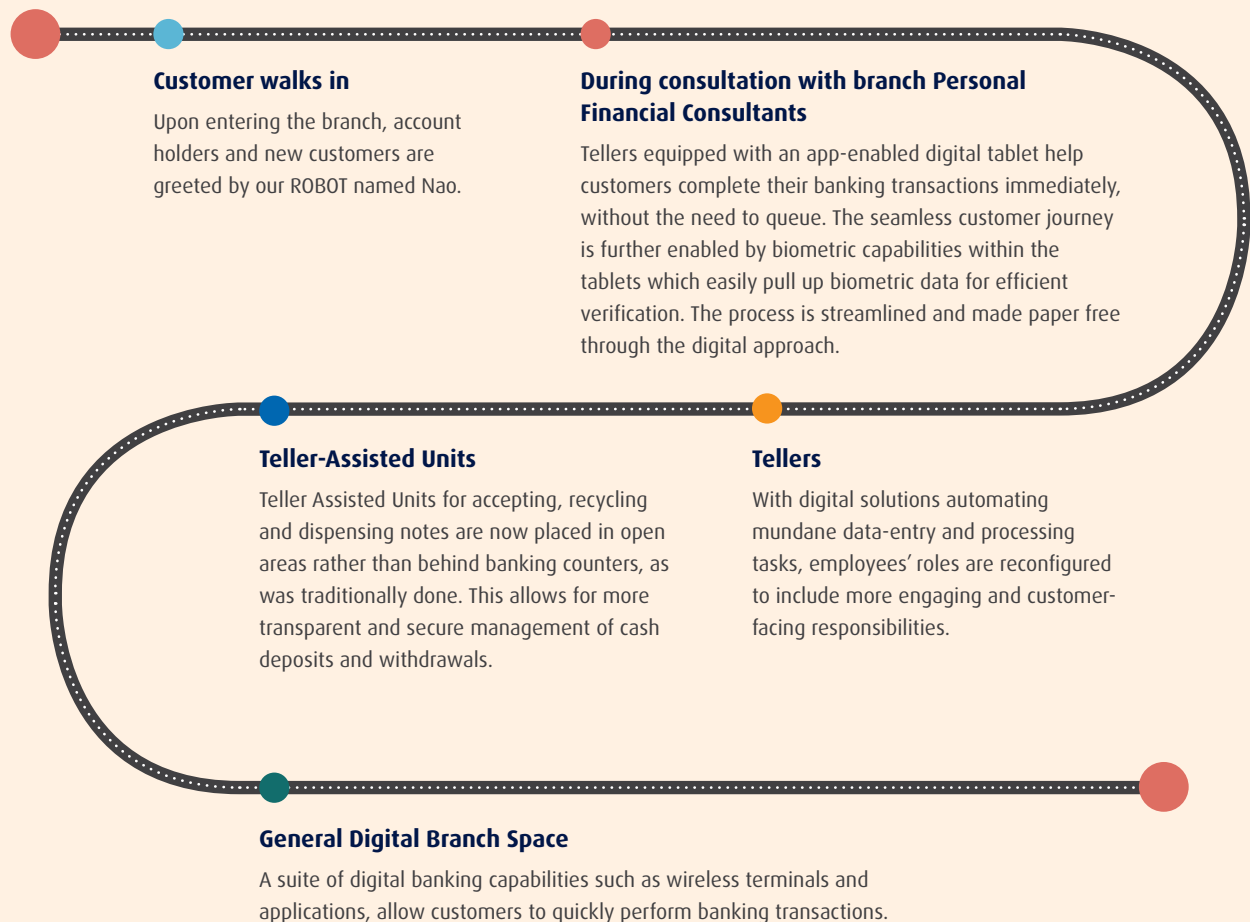 Customer walks in
Upon entering the branch, account
holders and new customers are
greeted by our ROBOT named Nao.
During consultation with branch Personal
Financial Consultants
Tellers equipped with an app-enabled digital tablet help
customers complete their banking transactions immediately,
without the need to queue. The seamless customer journey
is further enabled by biometric capabilities within the
tablets which easily pull up biometric data for efficient
verification. The process is streamlined and made paper free
through the digital approach.
Teller-Assisted Units
Teller Assisted Units for accepting, recycling
and dispensing notes are now placed in open
areas rather than behind banking counters, as
was traditionally done. This allows for more
transparent and secure management of cash
deposits and withdrawals.
Tellers
With digital solutions automating
mundane data-entry and processing
tasks, employees’ roles are reconfigured
to include more engaging and customer-
facing responsibilities.
General Digital Branch Space
A suite of digital banking capabilities such as wireless terminals and
applications, allow customers to quickly perform banking transactions.